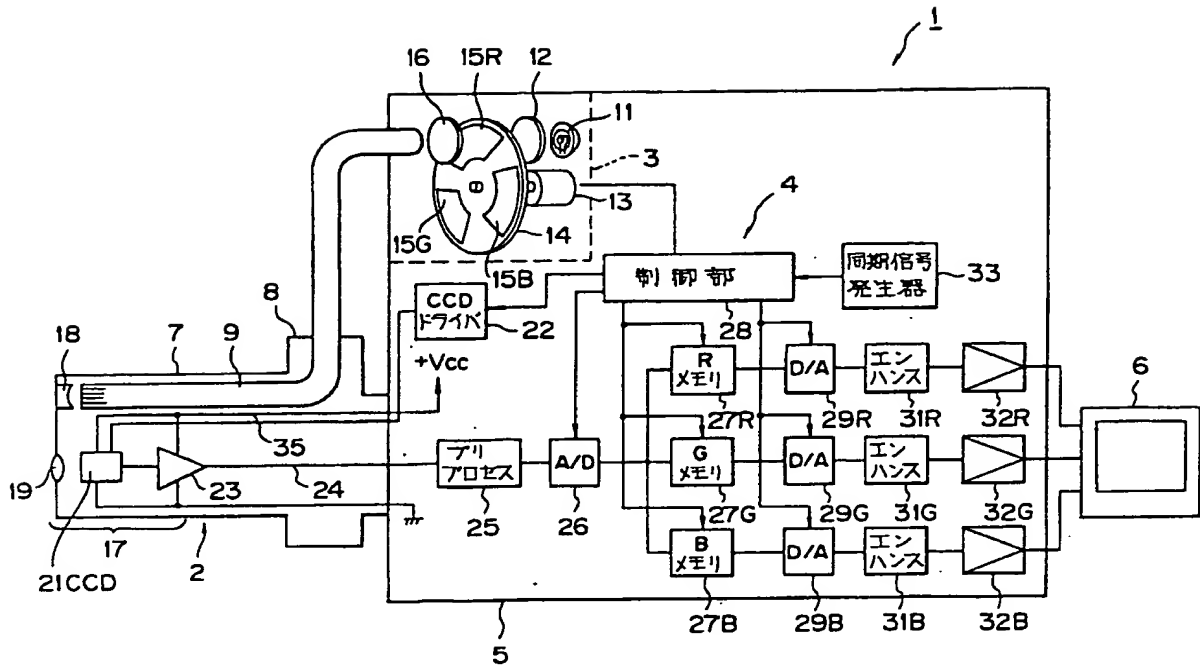 1
16
15R
12
11
3
13
15G
15B
14
4
制御部
28
同期信号
発生器
33
8
CCD
ドライバ
22
+Vcc
7
9
18
35
R
メモリ
27R
D/A
29R
エン
ハンス
31R
32R
6
19
23
24
プリ
プロセス
25
A/D
26
G
メモリ
27G
D/A
29G
エン
ハンス
31G
32G
17
2
21CCD
B
メモリ
27B
D/A
29B
エン
ハンス
31B
32B
5